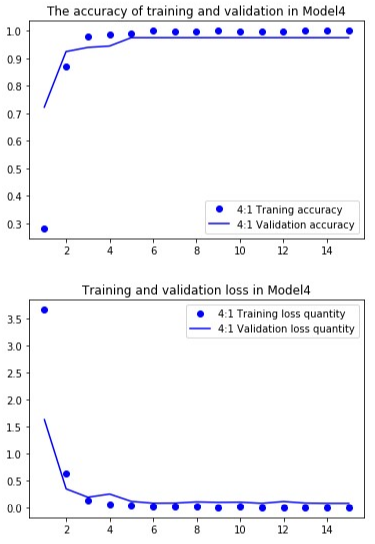 The accuracy of training and validation in Model4
1.0
0.9
0.8
0.7
0.6
0.5
0.4
0.3
4:1 Traning accuracy
4:1 Validation accuracy
2 4 6 8 10 12 14
Training and validation loss in Model4
3.5
3.0
2.5
2.0
1.5
1.0
0.5
0.0
4:1 Training loss quantity
4:1 Validation loss quantity
2 4 6 8 10 12 14